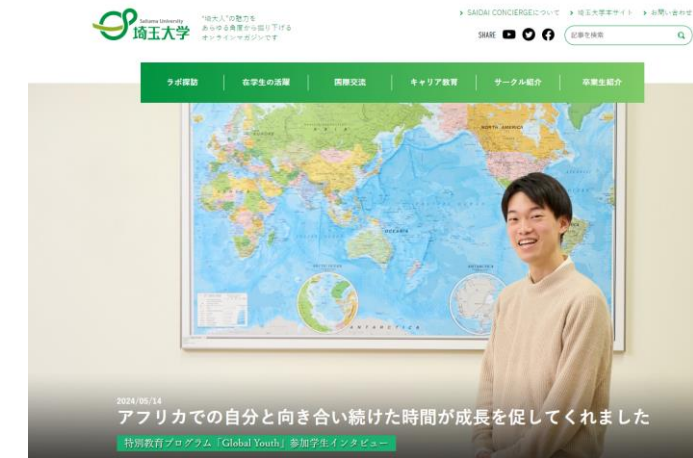 Saitama University
埼玉大学
"埼大人"の魅力を
あらゆる角度から掘り下げる
オンラインマガジンです
SAIDAI CONCIERGEについて
埼玉大学本サイト
お問い合わせ
SHARE
記事を検索
ラボ探訪
在学生の活躍
国際交流
キャリア教育
サークル紹介
卒業生紹介
NORTH AMERICA
OCEANIA
ANTARCTICA
2024/05/14
アフリカでの自分と向き合い続けた時間が成長を促してくれました
特別教育プログラム「Global Youth」参加学生インタビュー